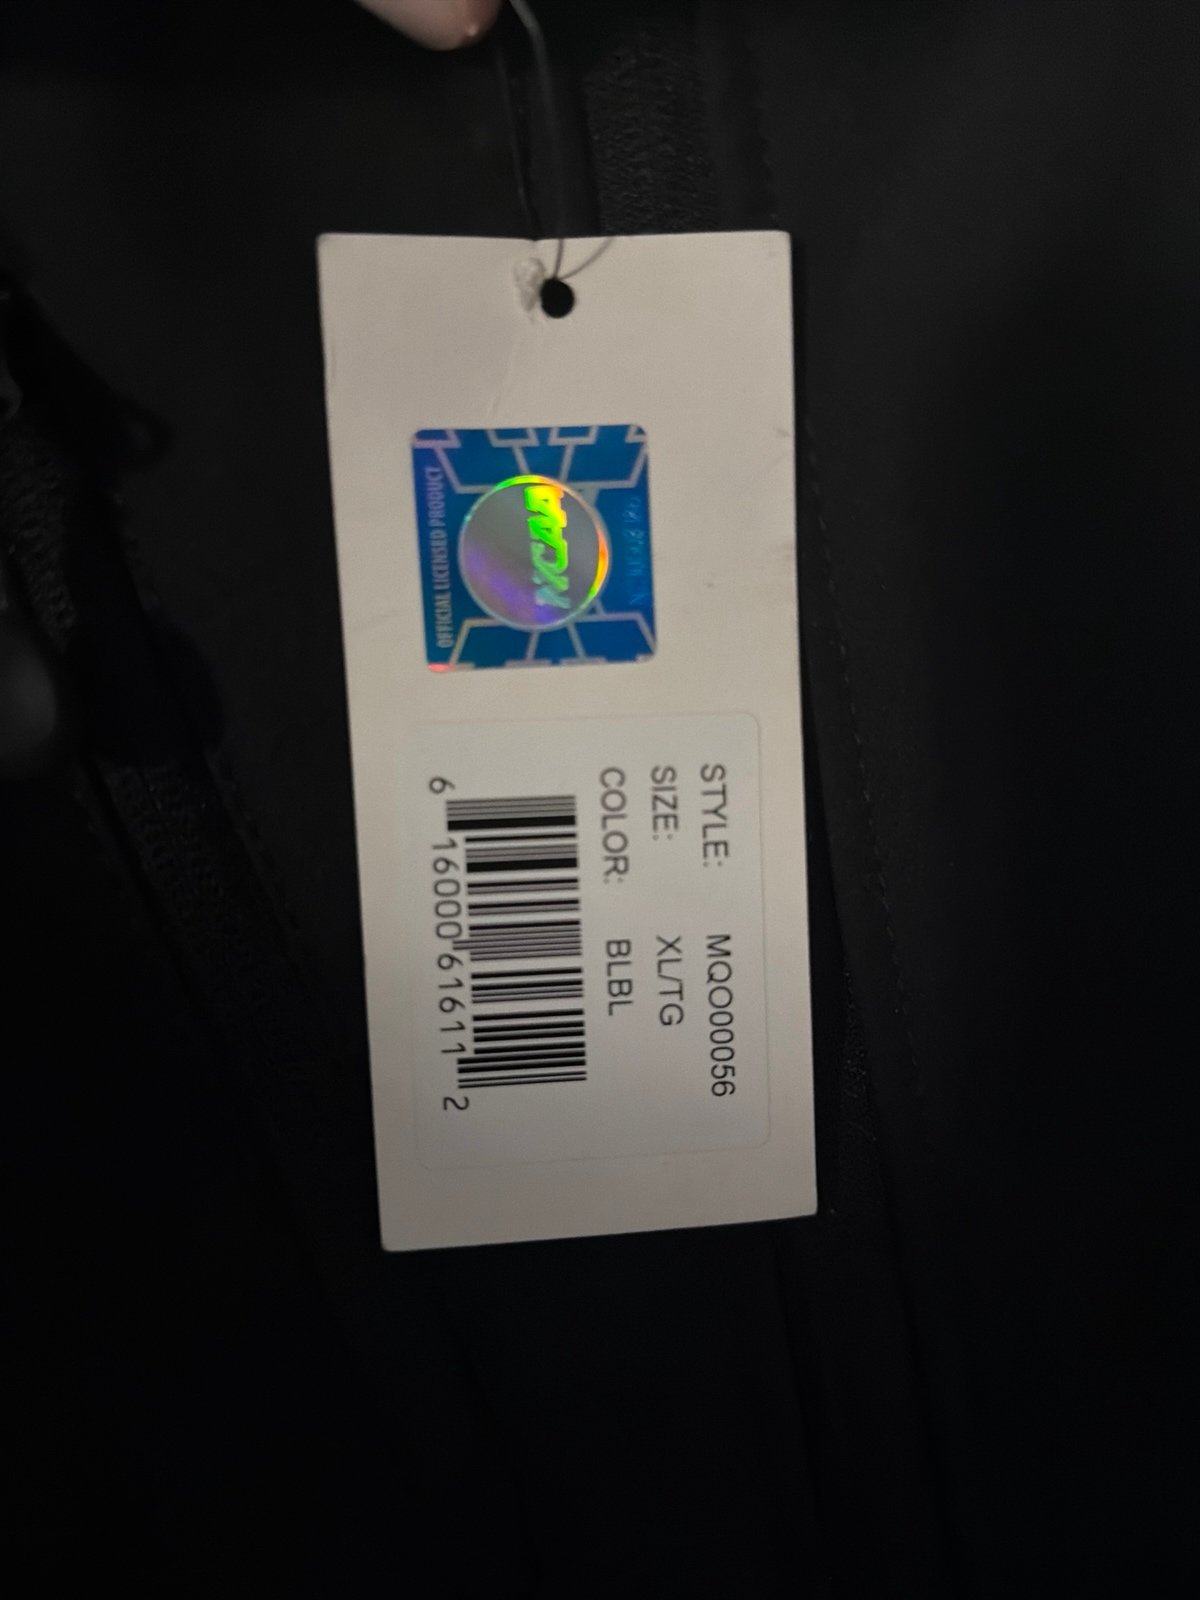 OFFICIAL LICENSED PRODUCT
NCAA
STYLE: MQO00056
SIZE: XL/TG
COLOR: BLBL
6 16000 61611 2